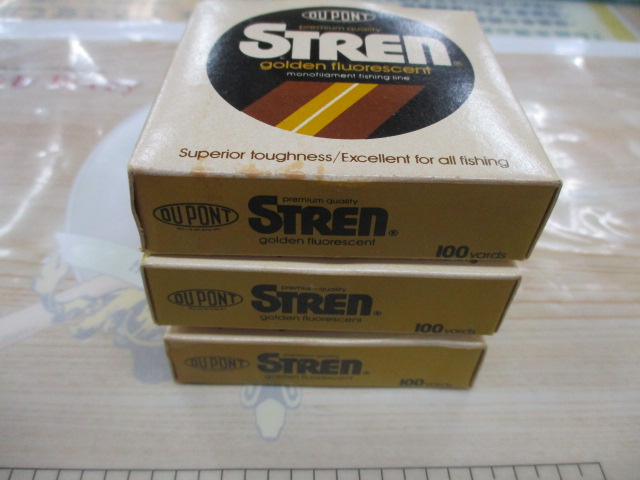 DU PONT
premium quality
STREN®
golden fluorescent
monofilament fishing line
Superior toughness/Excellent for all fishing
DU PONT
premium quality
STREN®
golden fluorescent
100 yards
DU PONT
premium quality
STREN®
golden fluorescent
100 yards
DU PONT
STREN®
golden fluorescent
100 yards